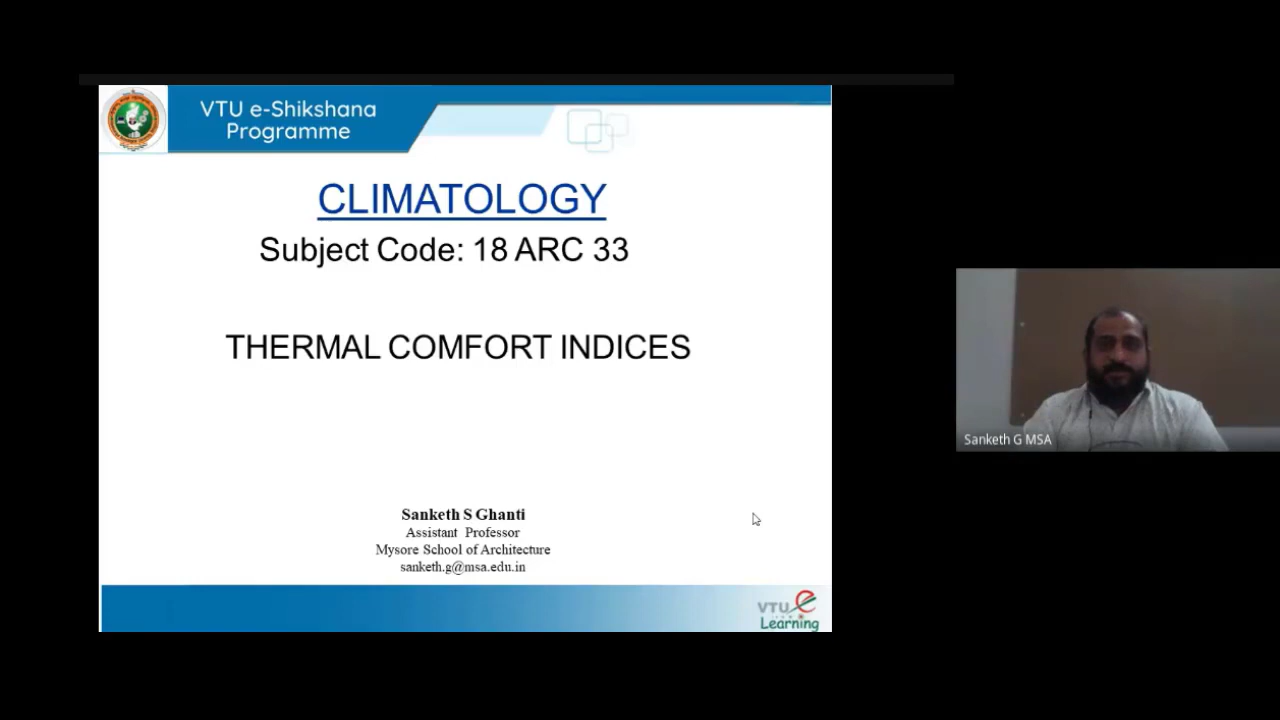 VTU e-Shikshana
Programme
CLIMATOLOGY
Subject Code: 18 ARC 33
THERMAL COMFORT INDICES
Sanketh G MSA
Sanketh S Ghanti
Assistant Professor
Mysore School of Architecture
sanketh.g@msa.edu.in
VTU e
Learning